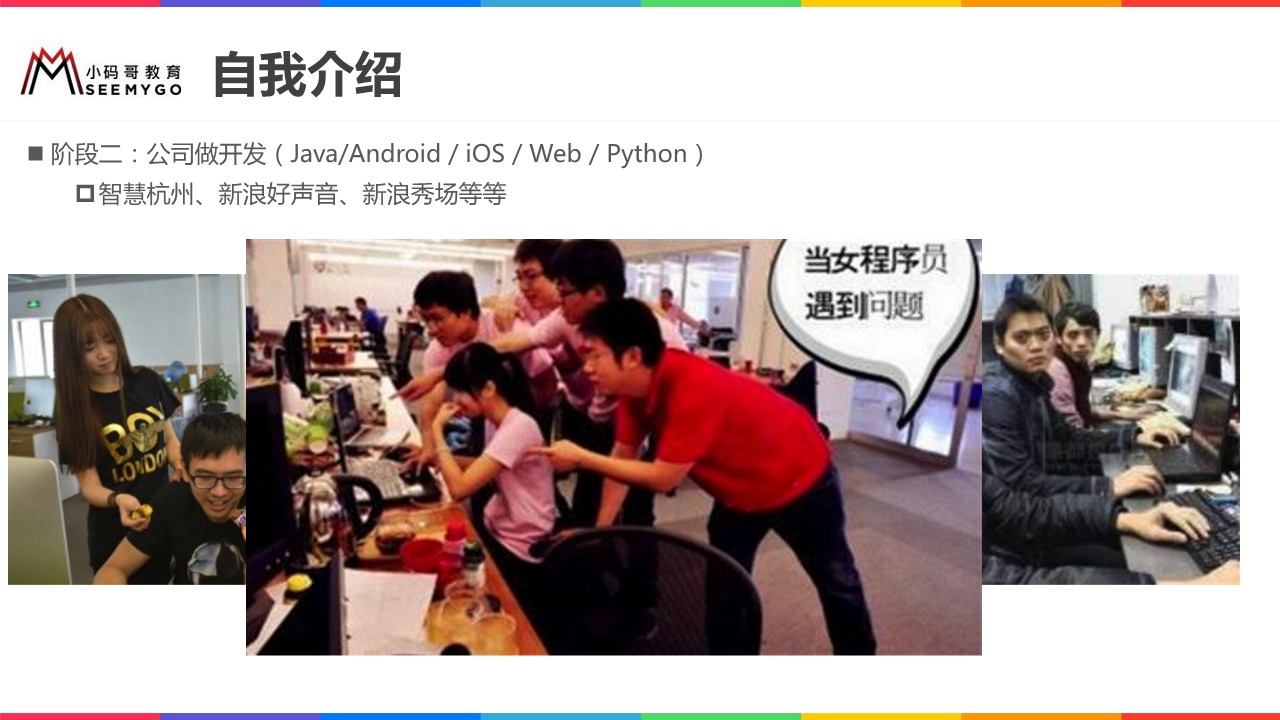 小码哥教育
SEEMYGO
自我介绍
阶段二：公司做开发（Java/Android / iOS / Web / Python）
智慧杭州、新浪好声音、新浪秀场等等
当女程序员
遇到问题
BOY
LONDON